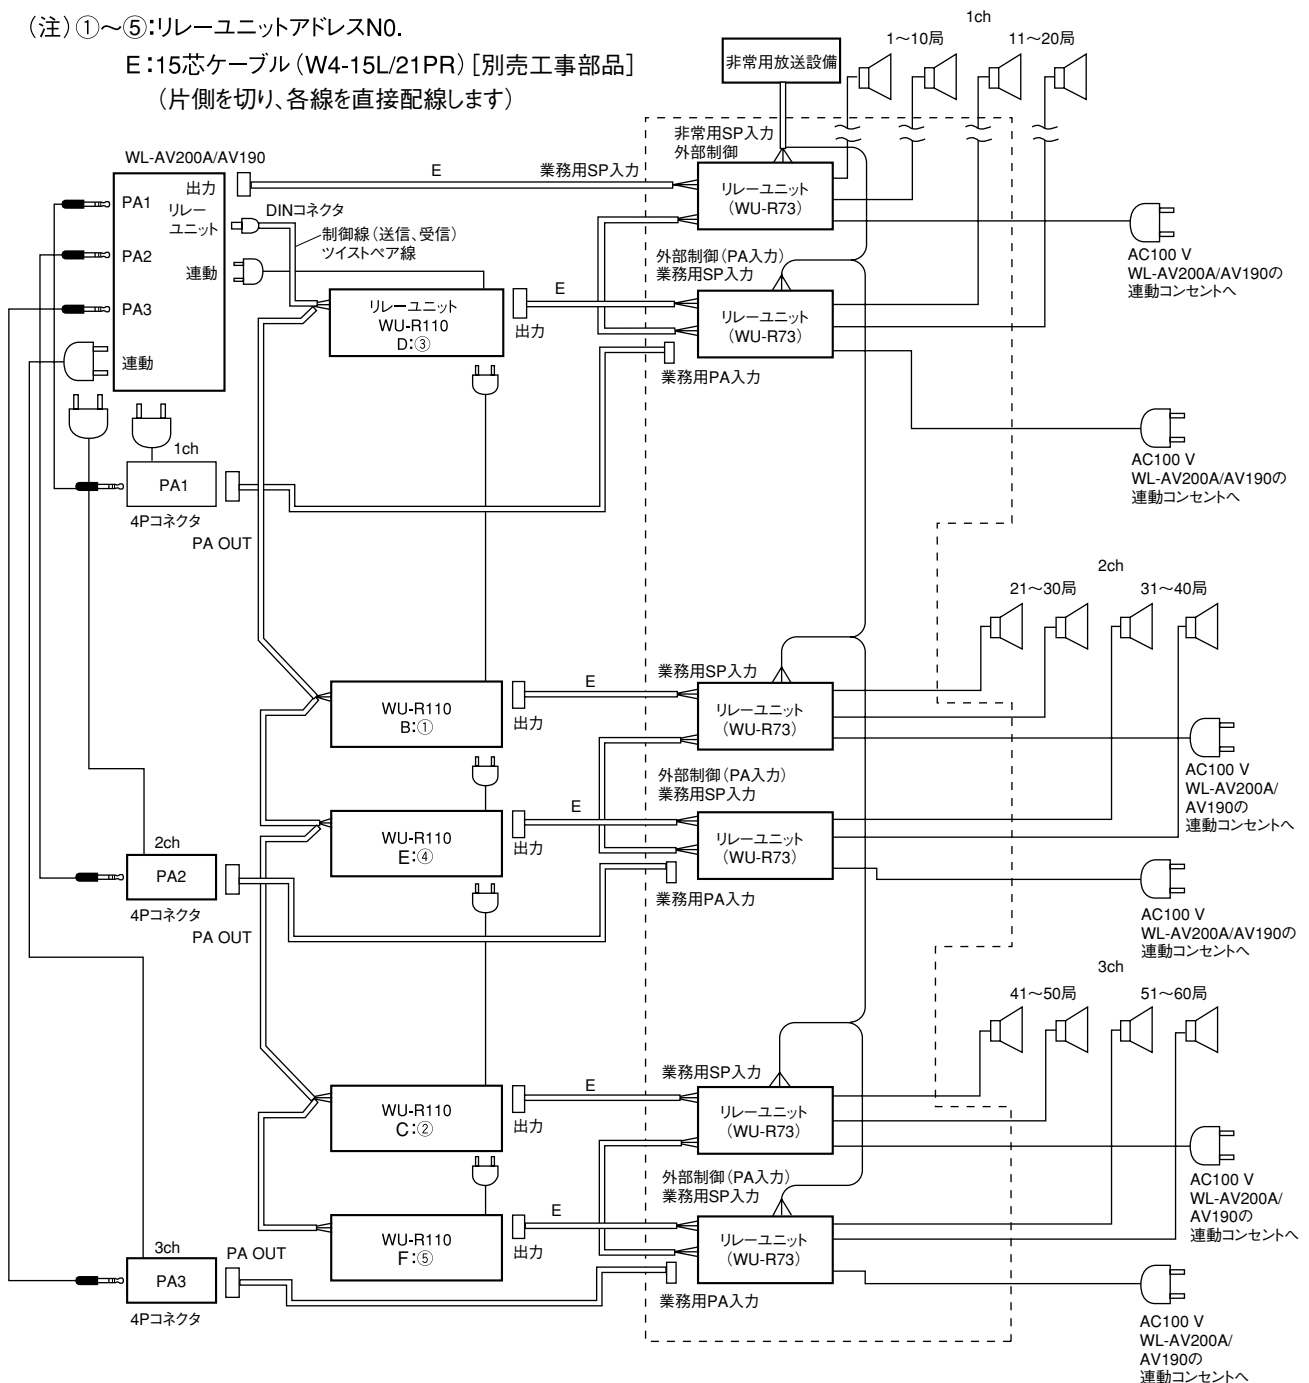 (注)①～⑤:リレーユニットアドレスN0.
E:15芯ケーブル(W4-15L/21PR)[別売工事部品]
(片側を切り、各線を直接配線します)
1ch
1～10局
11～20局
非常用放送設備
非常用SP入力
外部制御
WL-AV200A/AV190
出力
E
業務用SP入力
リレーユニット
(WU-R73)
PA1
リレー
ユニット
DINコネクタ
制御線(送信、受信)
ツイストペア線
PA2
連動
外部制御(PA入力)
業務用SP入力
AC100 V
WL-AV200A/AV190の
連動コンセントへ
PA3
リレーユニット
WU-R110
D:③
出力
E
リレーユニット
(WU-R73)
連動
業務用PA入力
1ch
PA1
4Pコネクタ
PA OUT
AC100 V
WL-AV200A/AV190の
連動コンセントへ
2ch
21～30局
31～40局
業務用SP入力
WU-R110
B:①
出力
E
リレーユニット
(WU-R73)
外部制御(PA入力)
業務用SP入力
AC100 V
WL-AV200A/
AV190の
連動コンセントへ
WU-R110
E:④
出力
E
リレーユニット
(WU-R73)
2ch
PA2
4Pコネクタ
PA OUT
業務用PA入力
AC100 V
WL-AV200A/AV190の
連動コンセントへ
3ch
41～50局
51～60局
業務用SP入力
WU-R110
C:②
出力
E
リレーユニット
(WU-R73)
外部制御(PA入力)
業務用SP入力
AC100 V
WL-AV200A/
AV190の
連動コンセントへ
WU-R110
F:⑤
出力
E
リレーユニット
(WU-R73)
3ch
PA3
4Pコネクタ
PA OUT
業務用PA入力
AC100 V
WL-AV200A/
AV190の
連動コンセントへ